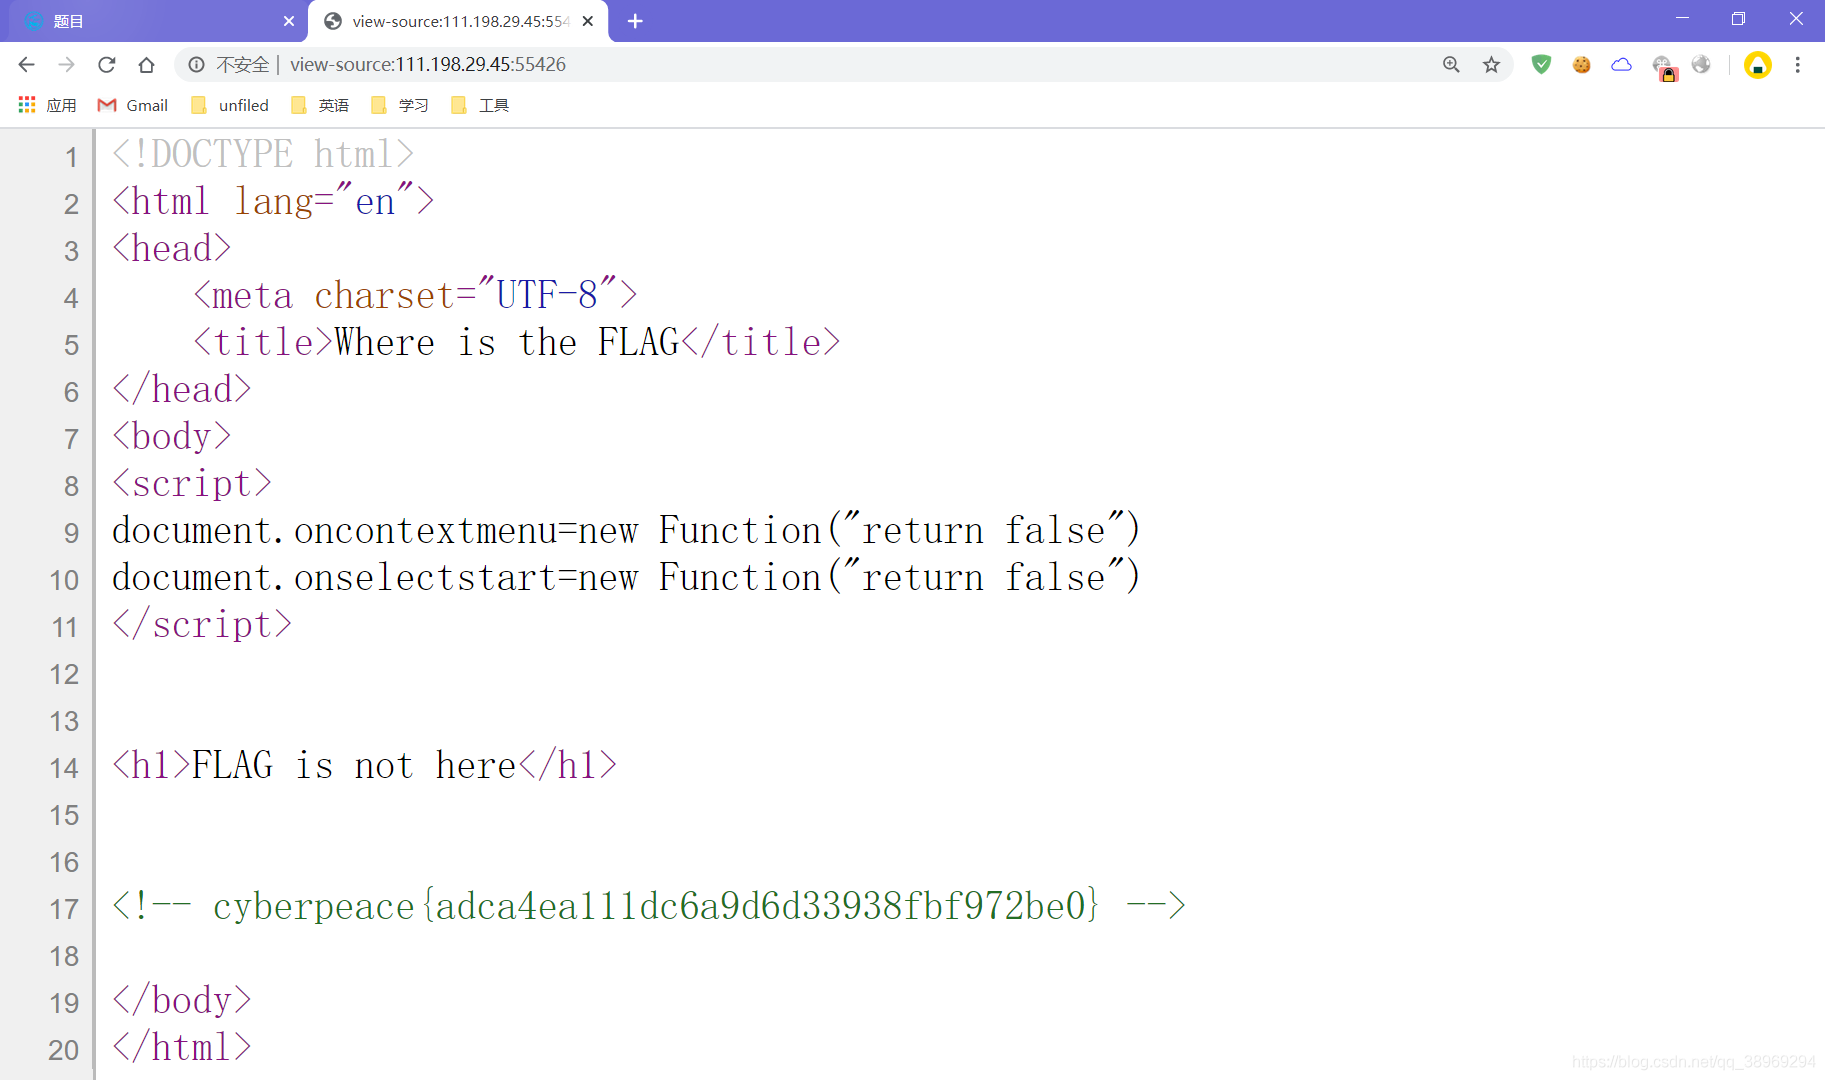 题目
view-source:111.198.29.45:554
不安全 | view-source:111.198.29.45:55426
应用 Gmail unfiled 英语 学习 工具
1 <!DOCTYPE html>
2 <html lang="en">
3 <head>
4 <meta charset="UTF-8">
5 <title>Where is the FLAG</title>
6 </head>
7 <body>
8 <script>
9 document.oncontextmenu=new Function("return false")
10 document.onselectstart=new Function("return false")
11 </script>
12
13
14 <h1>FLAG is not here</h1>
15
16
17 <!-- cyberpeace{adca4ea111dc6a9d6d33938fbf972be0} -->
18
19 </body>
20 </html>
https://blog.csdn.net/qq_38969294